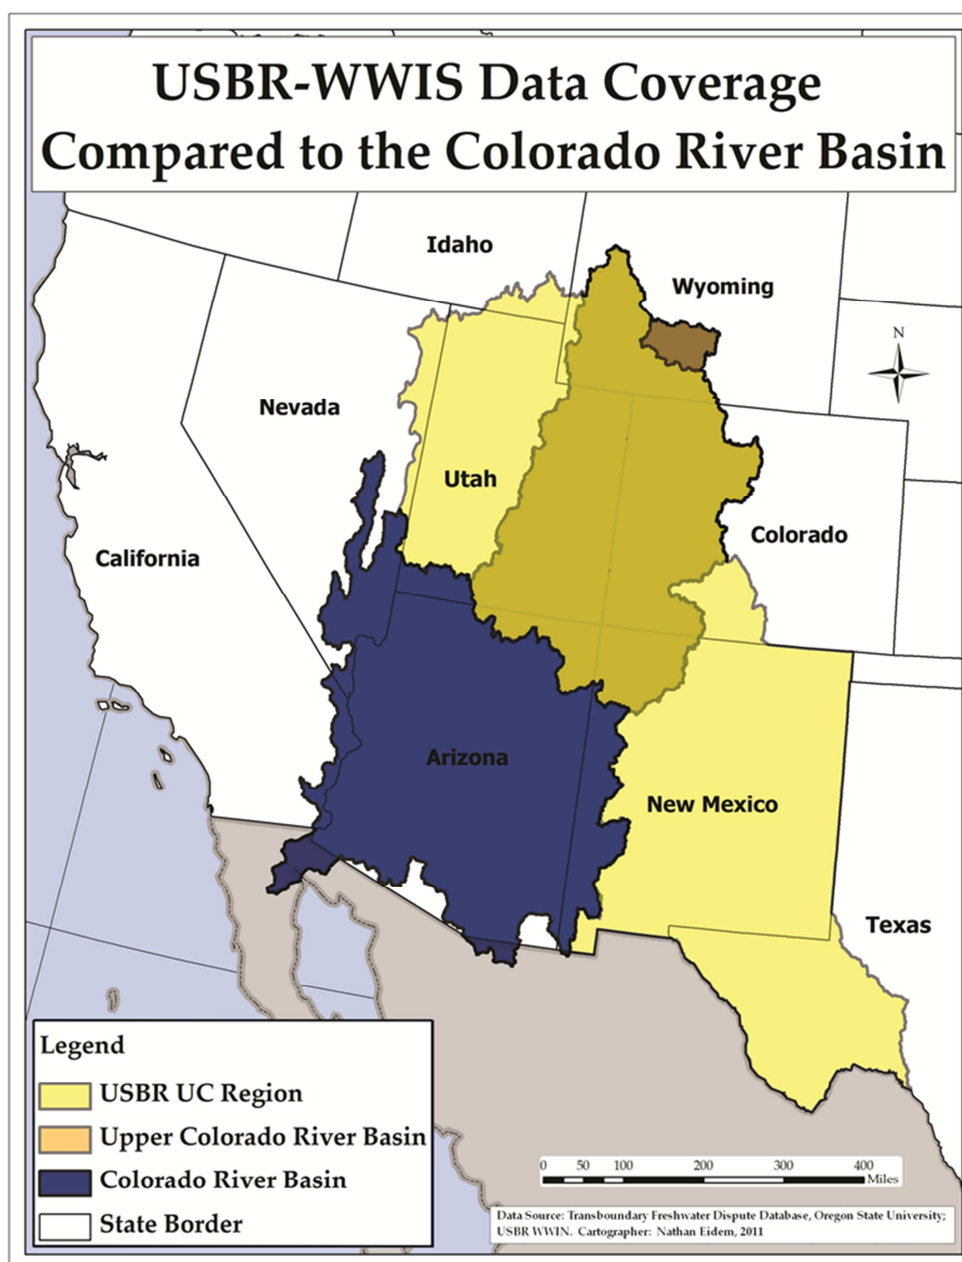 USBR-WWIS Data Coverage
Compared to the Colorado River Basin
Idaho
Wyoming
N
Nevada
Utah
Colorado
California
Arizona
New Mexico
Texas
Legend
USBR UC Region
Upper Colorado River Basin
Colorado River Basin
State Border
0 50 100 200 300 400
Miles
Data Source: Transboundary Freshwater Dispute Database, Oregon State University;
USBR WWIN. Cartographer: Nathan Eidem, 2011